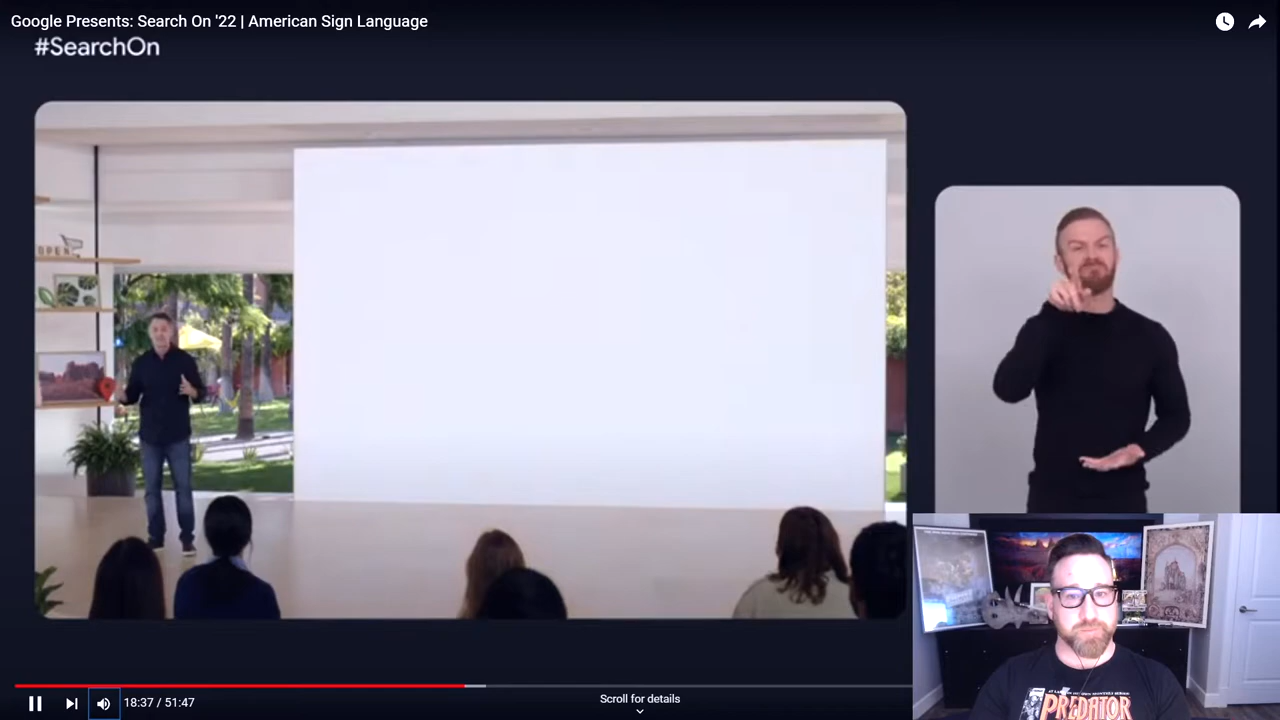 Google Presents: Search On '22 | American Sign Language
#SearchOn
OPEN
18:37 / 51:47
Scroll for details
PREDATOR